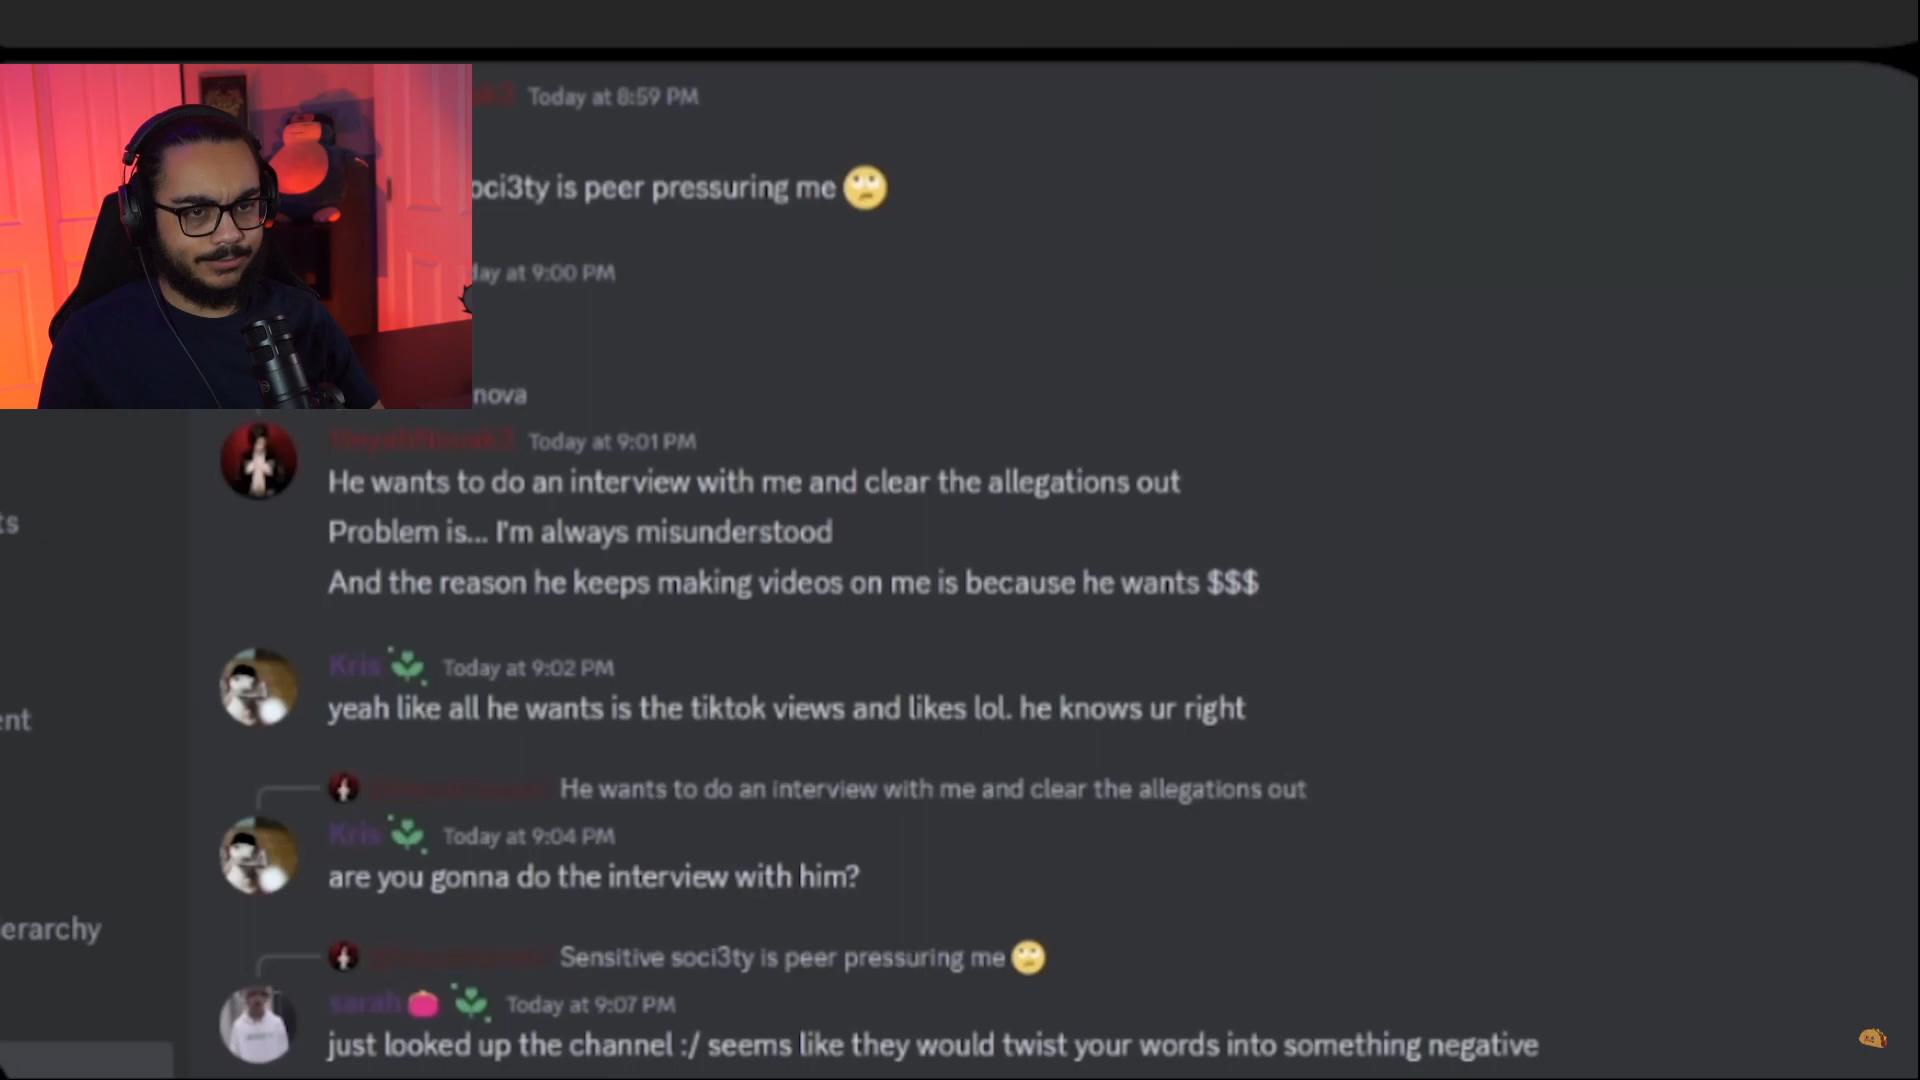 Today at 8:59 PM
oci3ty is peer pressuring me 🙄
day at 9:00 PM
nova
Today at 9:01 PM
He wants to do an interview with me and clear the allegations out
Problem is... I'm always misunderstood
And the reason he keeps making videos on me is because he wants $$$
Kris Today at 9:02 PM
yeah like all he wants is the tiktok views and likes lol. he knows ur right
He wants to do an interview with me and clear the allegations out
Kris Today at 9:04 PM
are you gonna do the interview with him?
Sensitive soci3ty is peer pressuring me 🙄
sarah Today at 9:07 PM
just looked up the channel :/ seems like they would twist your words into something negative
ts
ent
erarchy